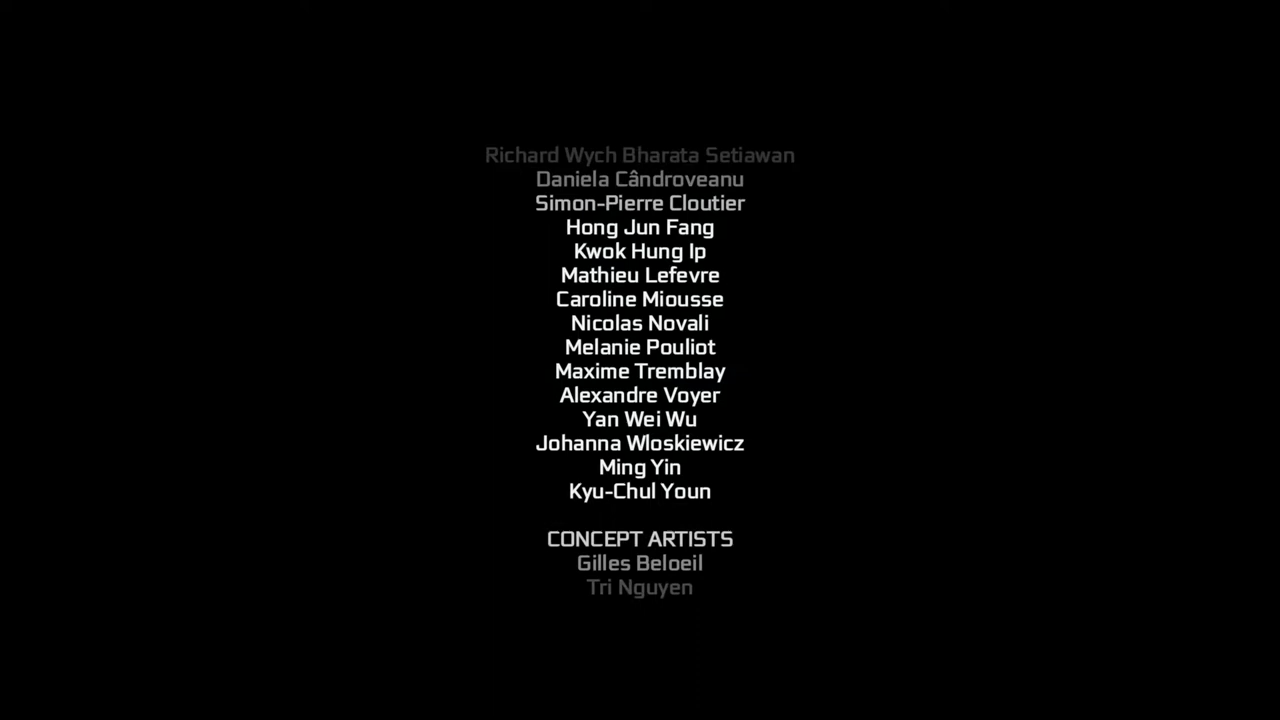 Richard Wych Bharata Setiawan
Daniela Cândroveanu
Simon-Pierre Cloutier
Hong Jun Fang
Kwok Hung Ip
Mathieu Lefevre
Caroline Miousse
Nicolas Novali
Melanie Pouliot
Maxime Tremblay
Alexandre Voyer
Yan Wei Wu
Johanna Wloskiewicz
Ming Yin
Kyu-Chul Youn
CONCEPT ARTISTS
Gilles Beloeil
Tri Nguyen